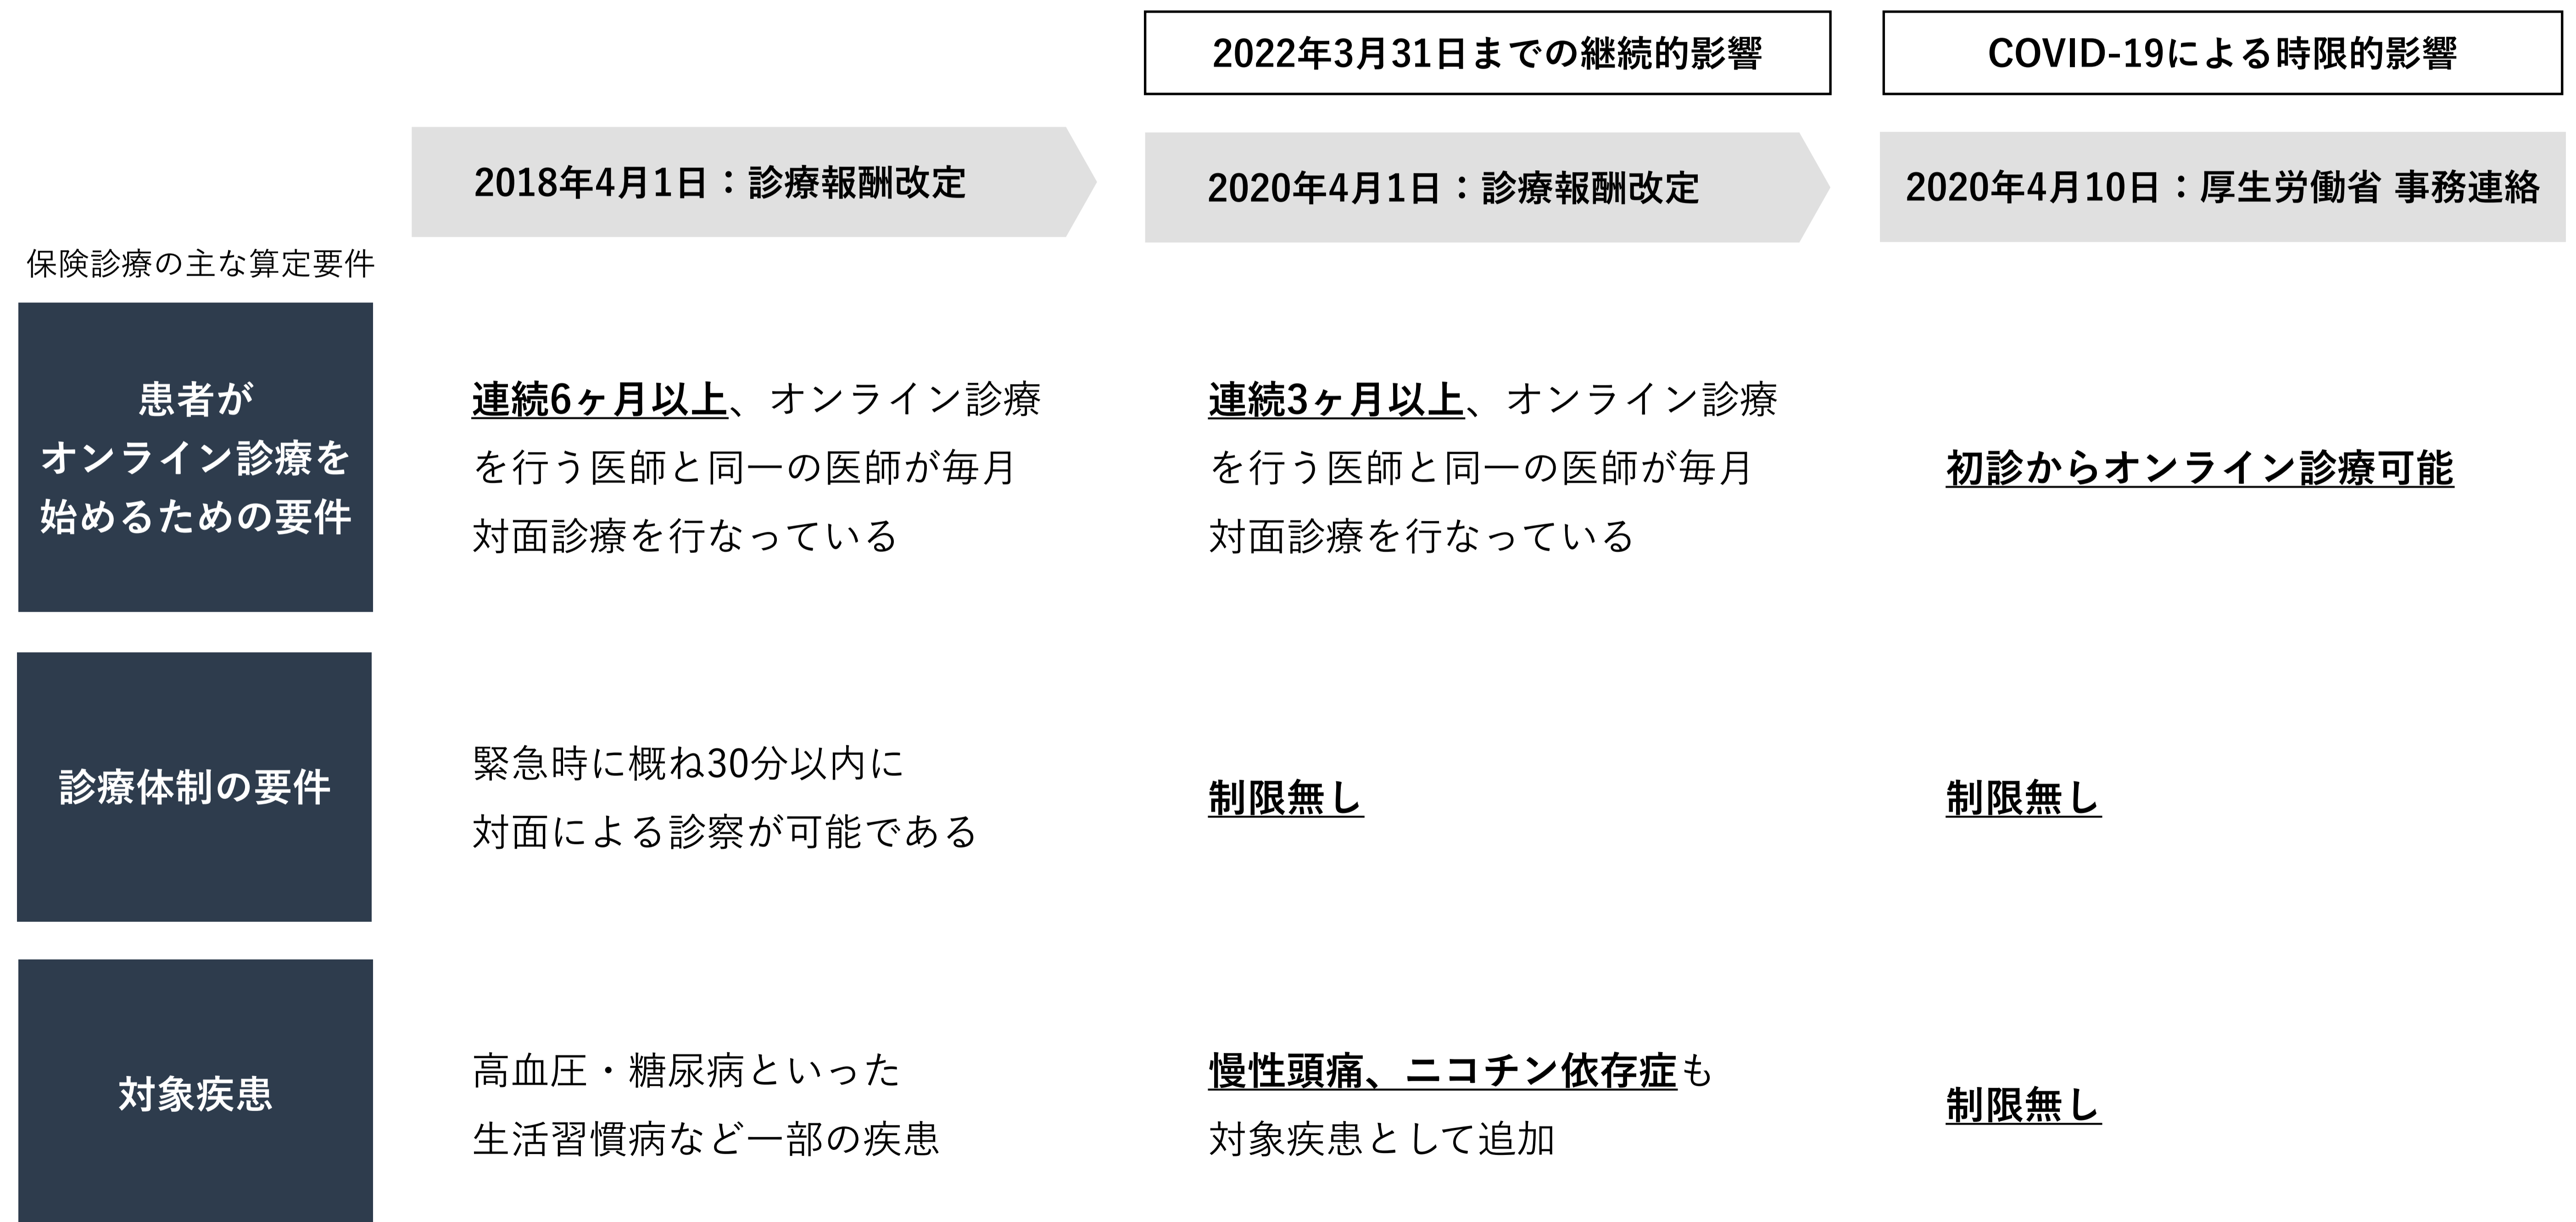 2022年3月31日までの継続的影響
COVID-19による時限的影響
2018年4月1日：診療報酬改定
2020年4月1日：診療報酬改定
2020年4月10日：厚生労働省 事務連絡
保険診療の主な算定要件
患者が
オンライン診療を
始めるための要件
連続6ヶ月以上、オンライン診療
を行う医師と同一の医師が毎月
対面診療を行なっている
連続3ヶ月以上、オンライン診療
を行う医師と同一の医師が毎月
対面診療を行なっている
初診からオンライン診療可能
診療体制の要件
緊急時に概ね30分以内に
対面による診察が可能である
制限無し
制限無し
対象疾患
高血圧・糖尿病といった
生活習慣病など一部の疾患
慢性頭痛、ニコチン依存症も
対象疾患として追加
制限無し